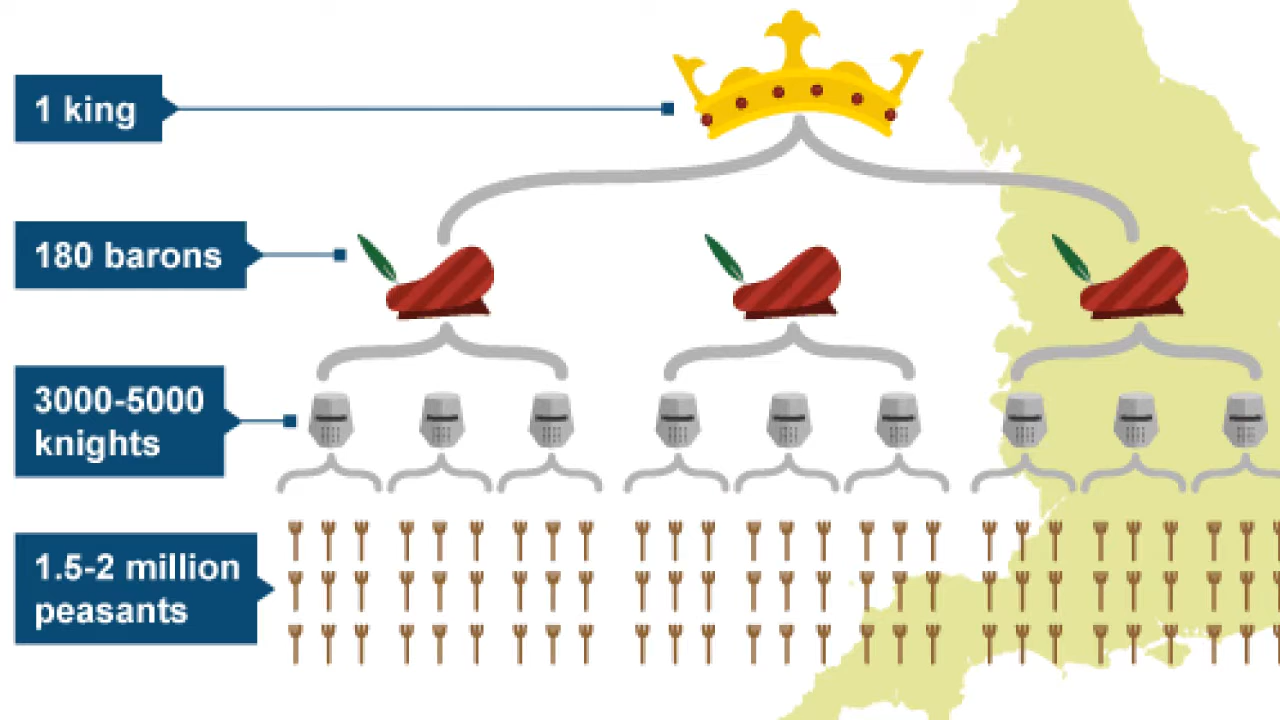 1 king
180 barons
3000-5000
knights
1.5-2 million
peasants